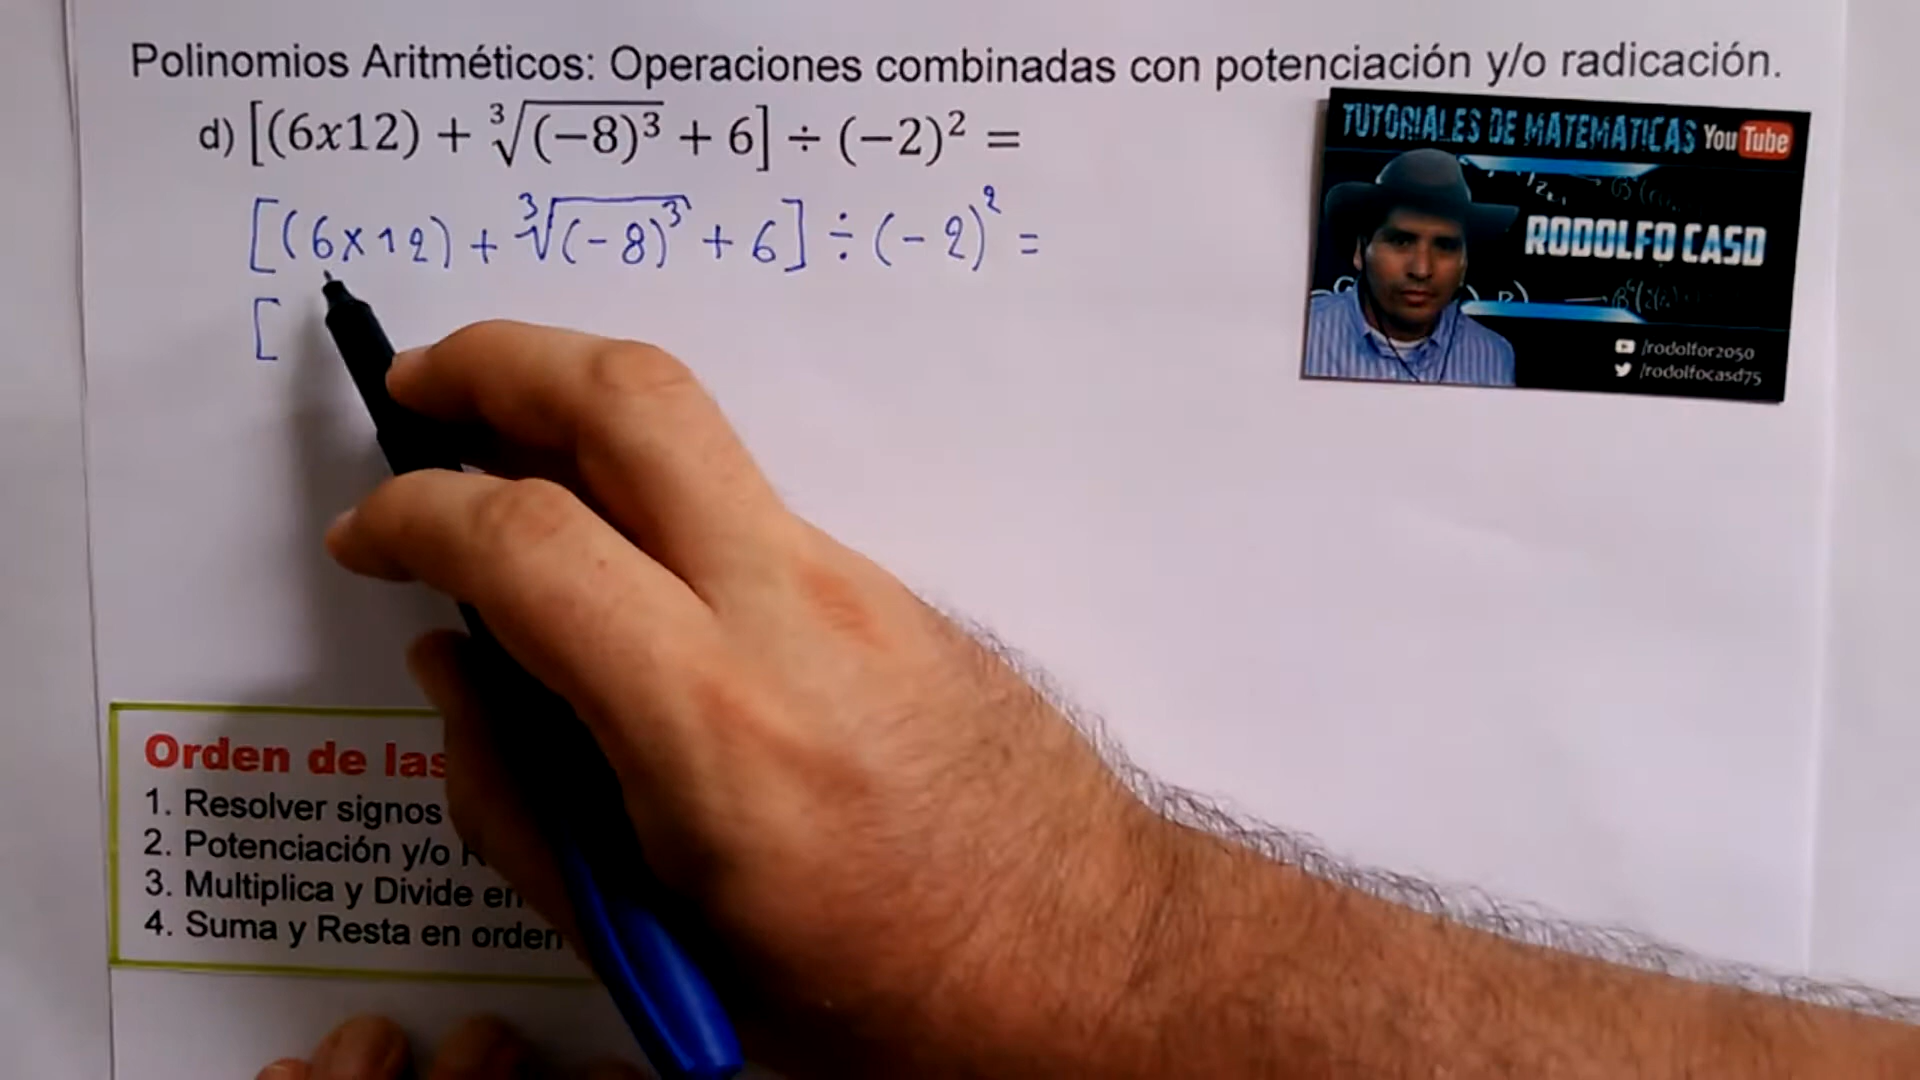 Polinomios Aritméticos: Operaciones combinadas con potenciación y/o radicación.
d) [(6x12) + ∛(−8)³ + 6] ÷ (−2)² =
[(6x12) + ∛(−8)³ + 6] ÷ (−2)² =
[
TUTORIALES DE MATEMATICAS YouTube
RODOLFO CASD
/rodolfor2050
/rodolfocasd75
Orden de las
1. Resolver signos
2. Potenciación y/o
3. Multiplica y Divide en
4. Suma y Resta en orden